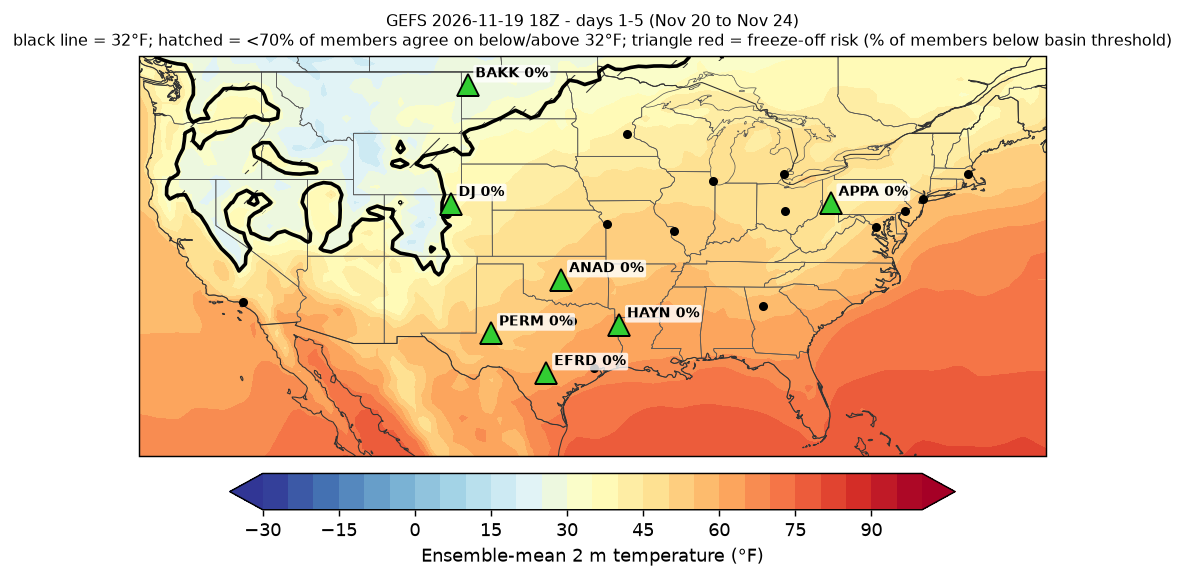 GEFS 2026-11-19 18Z - days 1-5 (Nov 20 to Nov 24)
black line = 32°F; hatched = <70% of members agree on below/above 32°F; triangle red = freeze-off risk (% of members below basin threshold)
BAKK 0%
DJ 0%
APPA 0%
ANAD 0%
HAYN 0%
PERM 0%
EFRD 0%
−30 −15 0 15 30 45 60 75 90
Ensemble-mean 2 m temperature (°F)